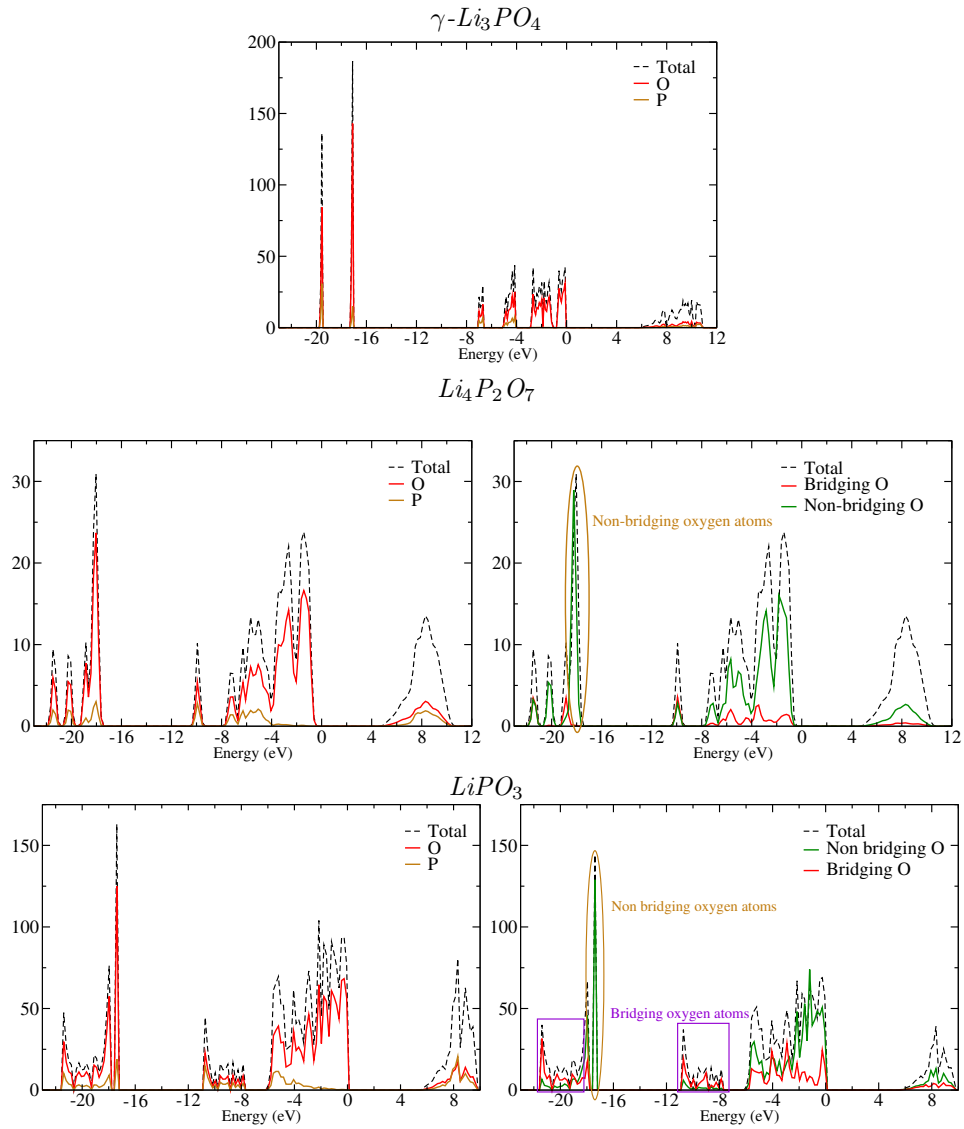 γ-Li₃PO₄
200
150
100
50
0
Total
O
P
-20 -16 -12 -8 -4 0 4 8 12
Energy (eV)
Li₄P₂O₇
30
20
10
0
Total
O
P
-20 -16 -12 -8 -4 0 4 8 12
Energy (eV)
30
20
10
0
Total
Bridging O
Non-bridging O
Non-bridging oxygen atoms
-20 -16 -12 -8 -4 0 4 8 12
Energy (eV)
LiPO₃
150
100
50
0
Total
O
P
-20 -16 -12 -8 -4 0 4 8
Energy (eV)
150
100
50
0
Total
Non bridging O
Bridging O
Non bridging oxygen atoms
Bridging oxygen atoms
-20 -16 -12 -8 -4 0 4 8
Energy (eV)